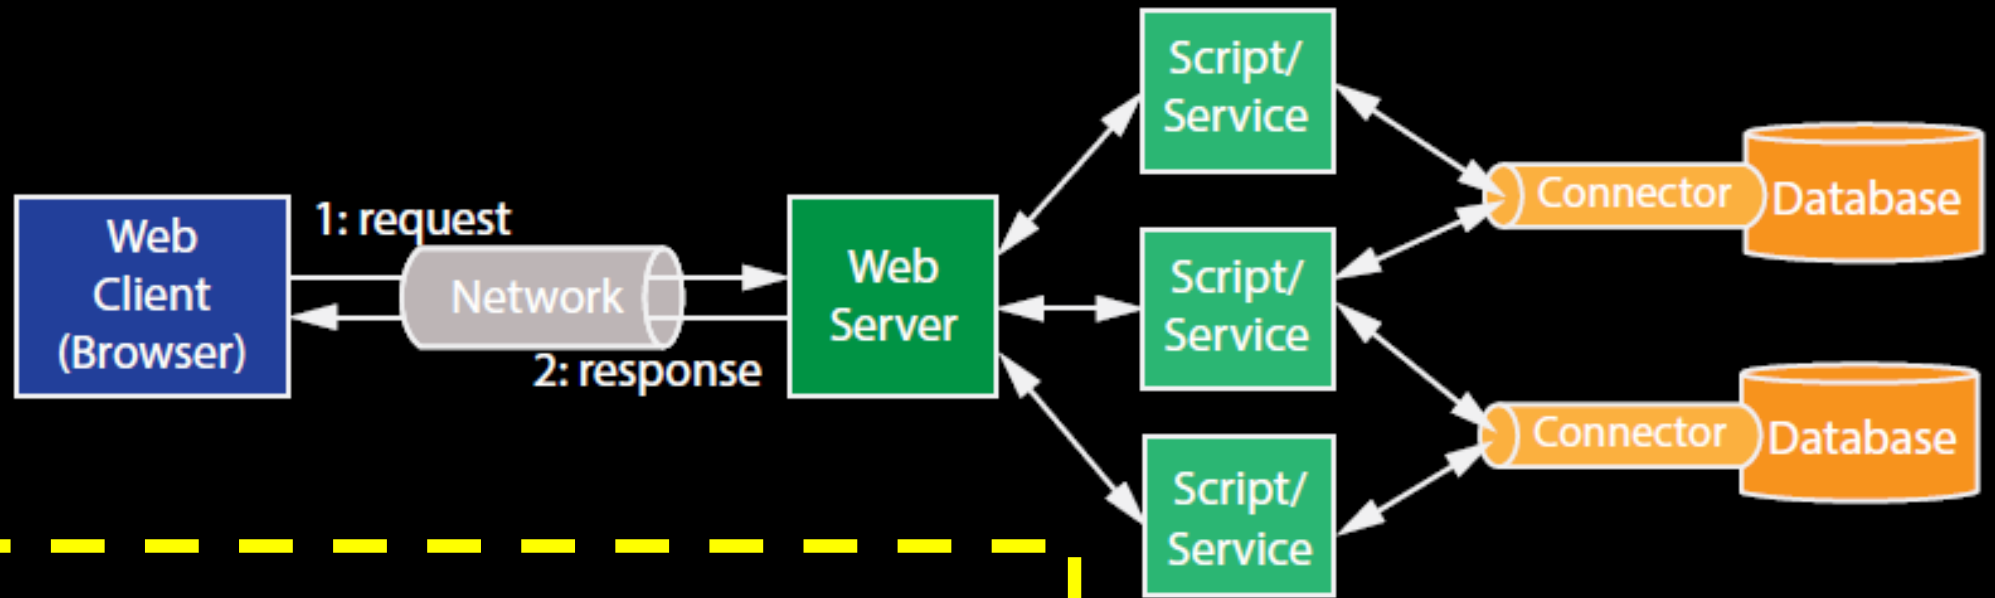 Web
Client
(Browser)
1: request
Network
2: response
Web
Server
Script/
Service
Script/
Service
Script/
Service
Connector
Database
Connector
Database